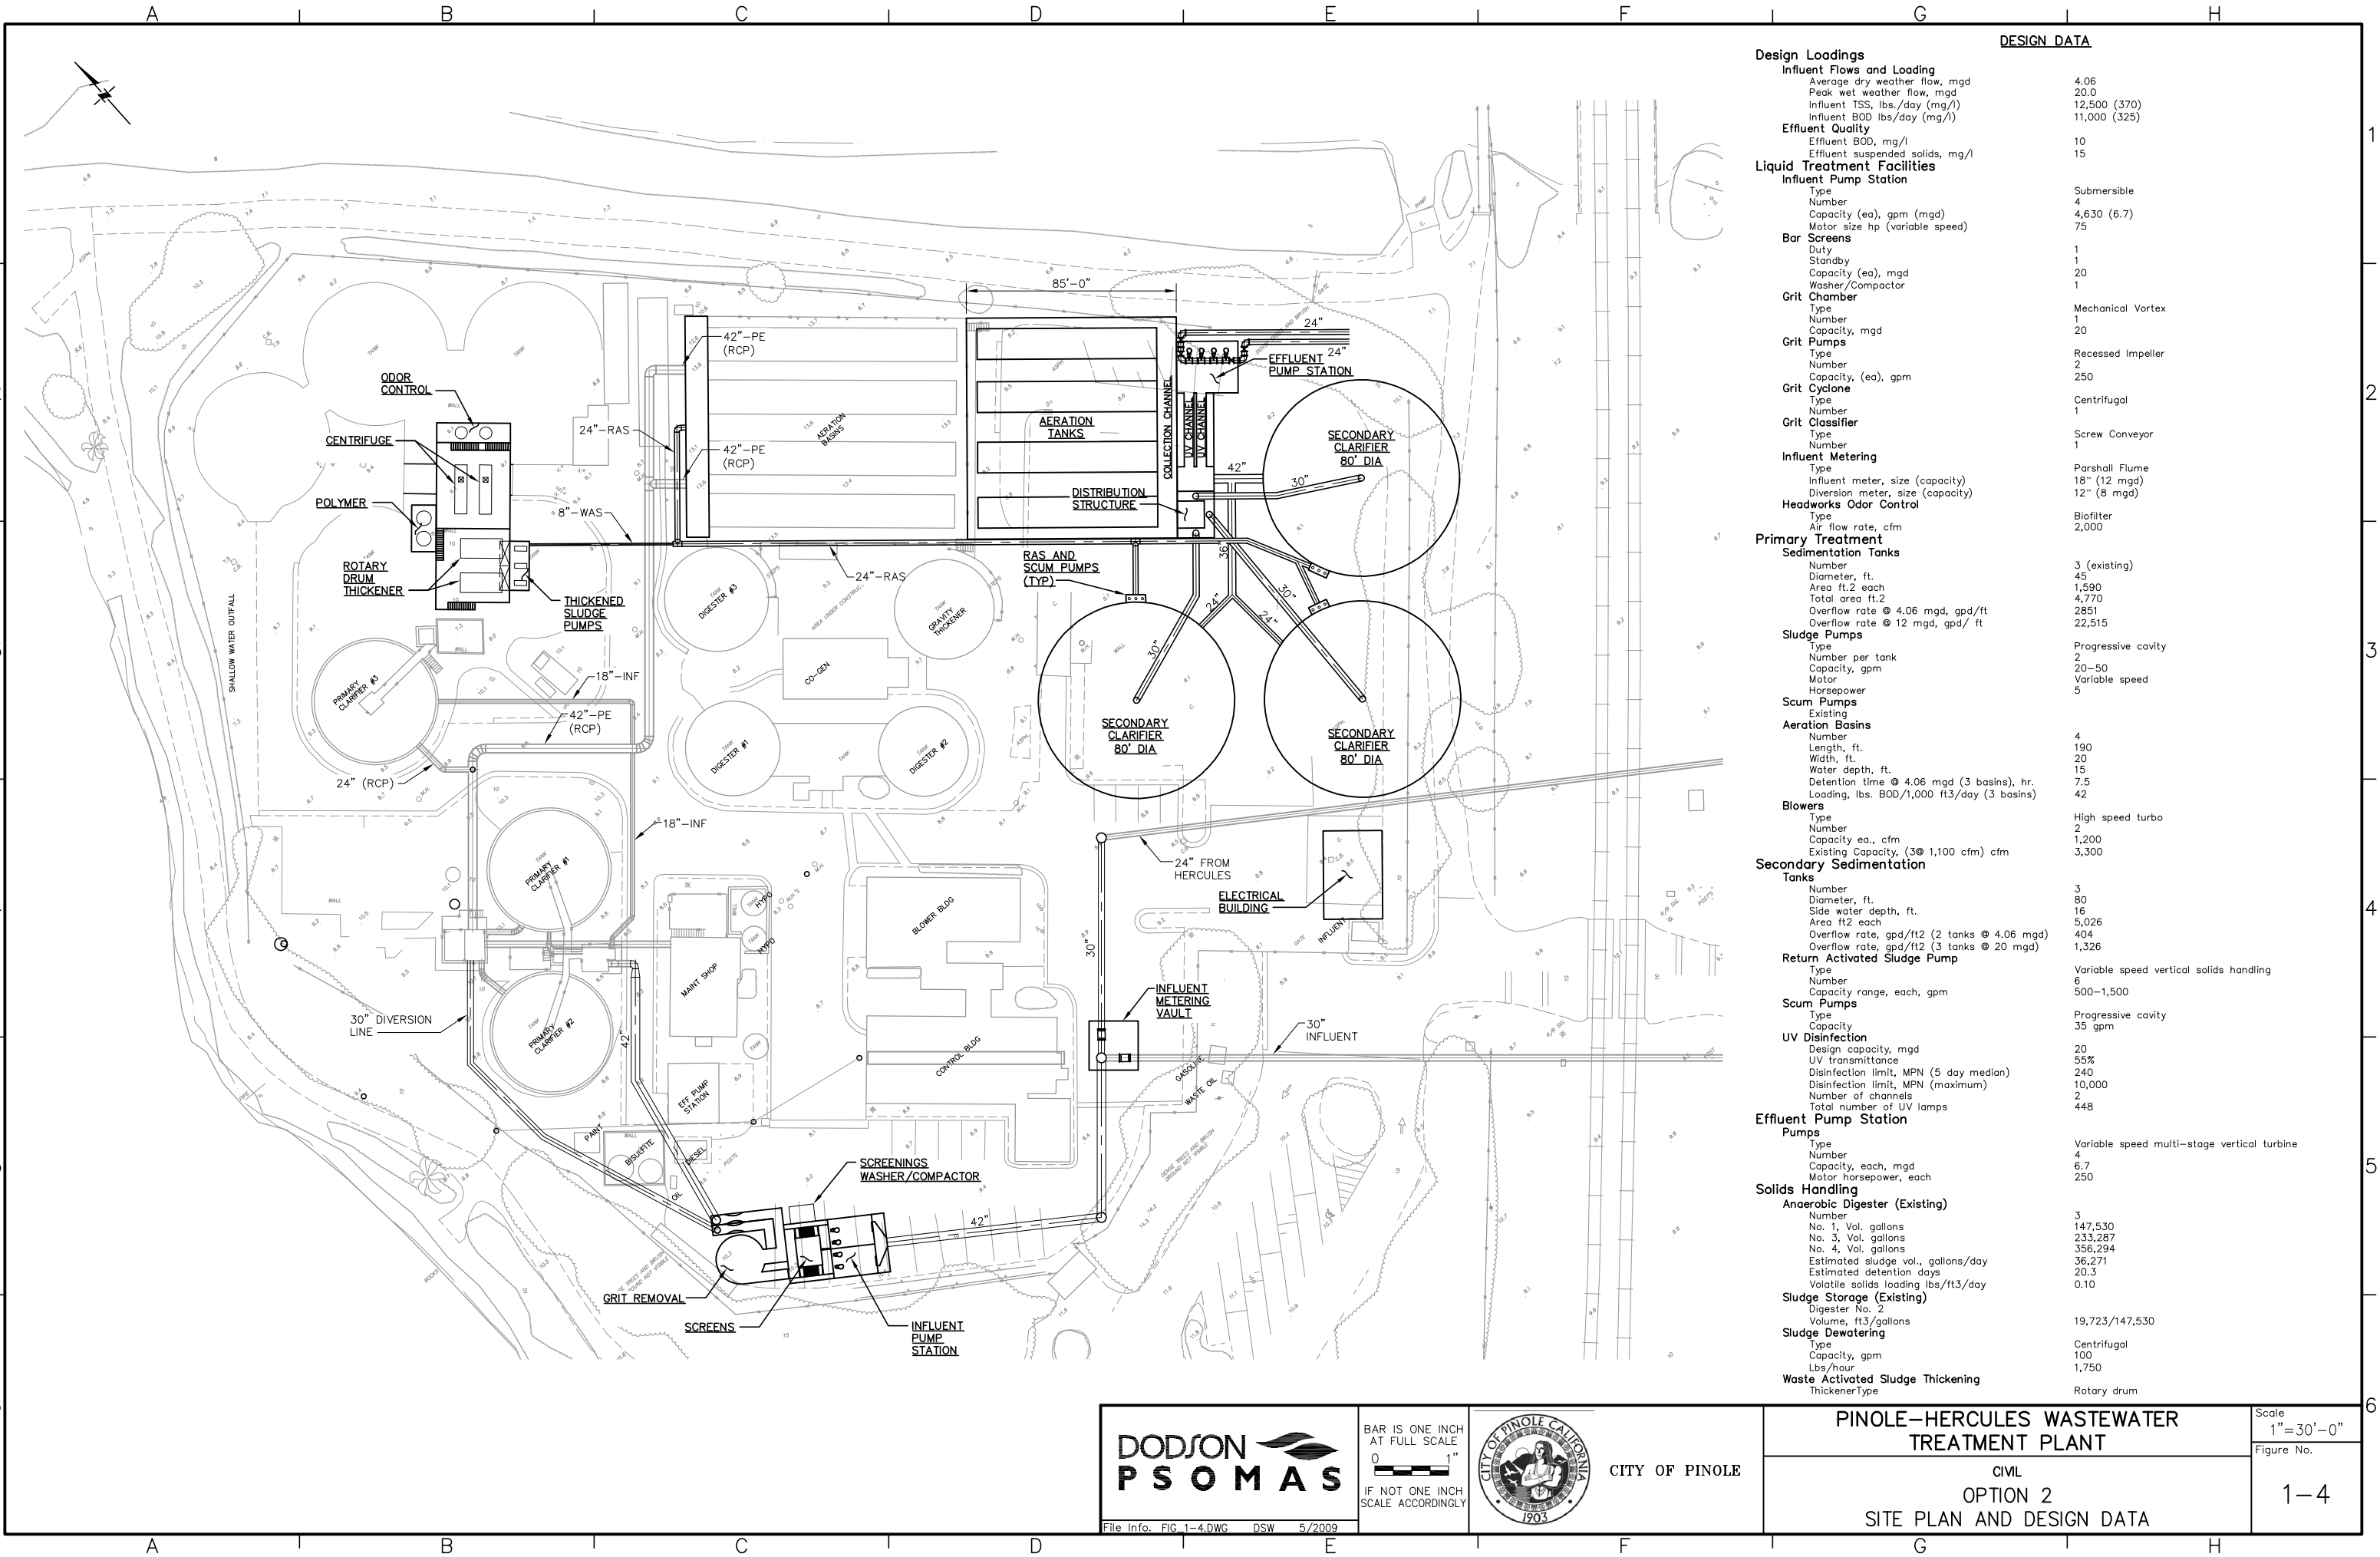 A B C D E F G H
DESIGN DATA
Design Loadings
Influent Flows and Loading
Average dry weather flow, mgd 4.06
Peak wet weather flow, mgd 20.0
Influent TSS, lbs./day (mg/l) 12,500 (370)
Influent BOD lbs/day (mg/l) 11,000 (325)
Effluent Quality
Effluent BOD, mg/l 10
Effluent suspended solids, mg/l 15
Liquid Treatment Facilities
Influent Pump Station
Type Submersible
Number 4
Capacity (ea), gpm (mgd) 4,630 (6.7)
Motor size hp (variable speed) 75
Bar Screens
Duty 1
Standby 1
Capacity (ea), mgd 20
Washer/Compactor 1
Grit Chamber
Type Mechanical Vortex
Number 1
Capacity, mgd 20
Grit Pumps
Type Recessed Impeller
Number 2
Capacity, (ea), gpm 250
Grit Cyclone
Type Centrifugal
Number 1
Grit Classifier
Type Screw Conveyor
Number 1
Influent Metering
Type Parshall Flume
Influent meter, size (capacity) 18" (12 mgd)
Diversion meter, size (capacity) 12" (8 mgd)
Headworks Odor Control
Type Biofilter
Air flow rate, cfm 2,000
Primary Treatment
Sedimentation Tanks
Number 3 (existing)
Diameter, ft. 45
Area ft.2 each 1,590
Total area ft.2 4,770
Overflow rate @ 4.06 mgd, gpd/ft 2851
Overflow rate @ 12 mgd, gpd/ ft 22,515
Sludge Pumps
Type Progressive cavity
Number per tank 2
Capacity, gpm 20-50
Motor Variable speed
Horsepower 5
Scum Pumps
Existing
Aeration Basins
Number 4
Length, ft. 190
Width, ft. 20
Water depth, ft. 15
Detention time @ 4.06 mgd (3 basins), hr. 7.5
Loading, lbs. BOD/1,000 ft3/day (3 basins) 42
Blowers
Type High speed turbo
Number 2
Capacity ea., cfm 1,200
Existing Capacity, (3@ 1,100 cfm) cfm 3,300
Secondary Sedimentation
Tanks
Number 3
Diameter, ft. 80
Side water depth, ft. 16
Area ft2 each 5,026
Overflow rate, gpd/ft2 (2 tanks @ 4.06 mgd) 404
Overflow rate, gpd/ft2 (3 tanks @ 20 mgd) 1,326
Return Activated Sludge Pump
Type Variable speed vertical solids handling
Number 6
Capacity range, each, gpm 500-1,500
Scum Pumps
Type Progressive cavity
Capacity 35 gpm
UV Disinfection
Design capacity, mgd 20
UV transmittance 55%
Disinfection limit, MPN (5 day median) 240
Disinfection limit, MPN (maximum) 10,000
Number of channels 2
Total number of UV lamps 448
Effluent Pump Station
Pumps
Type Variable speed multi-stage vertical turbine
Number 4
Capacity, each, mgd 6.7
Motor horsepower, each 250
Solids Handling
Anaerobic Digester (Existing)
Number 3
No. 1, Vol. gallons 147,530
No. 3, Vol. gallons 233,287
No. 4, Vol. gallons 356,294
Estimated sludge vol., gallons/day 36,271
Estimated detention days 20.3
Volatile solids loading lbs/ft3/day 0.10
Sludge Storage (Existing)
Digester No. 2
Volume, ft3/gallons 19,723/147,530
Sludge Dewatering
Type Centrifugal
Capacity, gpm 100
Lbs/hour 1,750
Waste Activated Sludge Thickening
ThickenerType Rotary drum
1
2
3
4
5
6
85'-0"
42"-PE
(RCP)
24"
24"
EFFLUENT
PUMP STATION
ODOR
CONTROL
CENTRIFUGE
24"-RAS
42"-PE
(RCP)
AERATION
BASINS
AERATION
TANKS
COLLECTION CHANNEL
UV CHANNEL
UV CHANNEL
SECONDARY
CLARIFIER
80' DIA
42"
30"
POLYMER
8"-WAS
DISTRIBUTION
STRUCTURE
ROTARY
DRUM
THICKENER
THICKENED
SLUDGE
PUMPS
DIGESTER #3
24"-RAS
RAS AND
SCUM PUMPS
(TYP)
36"
30"
24"
24"
30"
GRAVITY
THICKENER
AREA UNDER CONSTRUC
SHALLOW WATER OUTFALL
PRIMARY
CLARIFIER #3
18"-INF
42"-PE
(RCP)
CO-GEN
DIGESTER #1
DIGESTER #2
SECONDARY
CLARIFIER
80' DIA
SECONDARY
CLARIFIER
80' DIA
24" (RCP)
18"-INF
PRIMARY
CLARIFIER #1
24" FROM
HERCULES
ELECTRICAL
BUILDING
INFLUENT
HYPO
HYPO
BLOWER BLDG
MAINT SHOP
30"
INFLUENT
METERING
VAULT
30"
INFLUENT
30" DIVERSION
LINE
PRIMARY
CLARIFIER #2
42"
CONTROL BLDG
GASOLINE
WASTE OIL
EFF PUMP
STATION
PAINT
BISULFITE
DIESEL
OIL
SCREENINGS
WASHER/COMPACTOR
42"
GRIT REMOVAL
SCREENS
INFLUENT
PUMP
STATION
DODSON
PSOMAS
File Info. FIG_1-4.DWG DSW 5/2009
BAR IS ONE INCH
AT FULL SCALE
0 1"
IF NOT ONE INCH
SCALE ACCORDINGLY
CITY OF PINOLE CALIFORNIA
1903
CITY OF PINOLE
PINOLE-HERCULES WASTEWATER
TREATMENT PLANT
CIVIL
OPTION 2
SITE PLAN AND DESIGN DATA
Scale
1"=30'-0"
Figure No.
1-4
A B C D E F G H